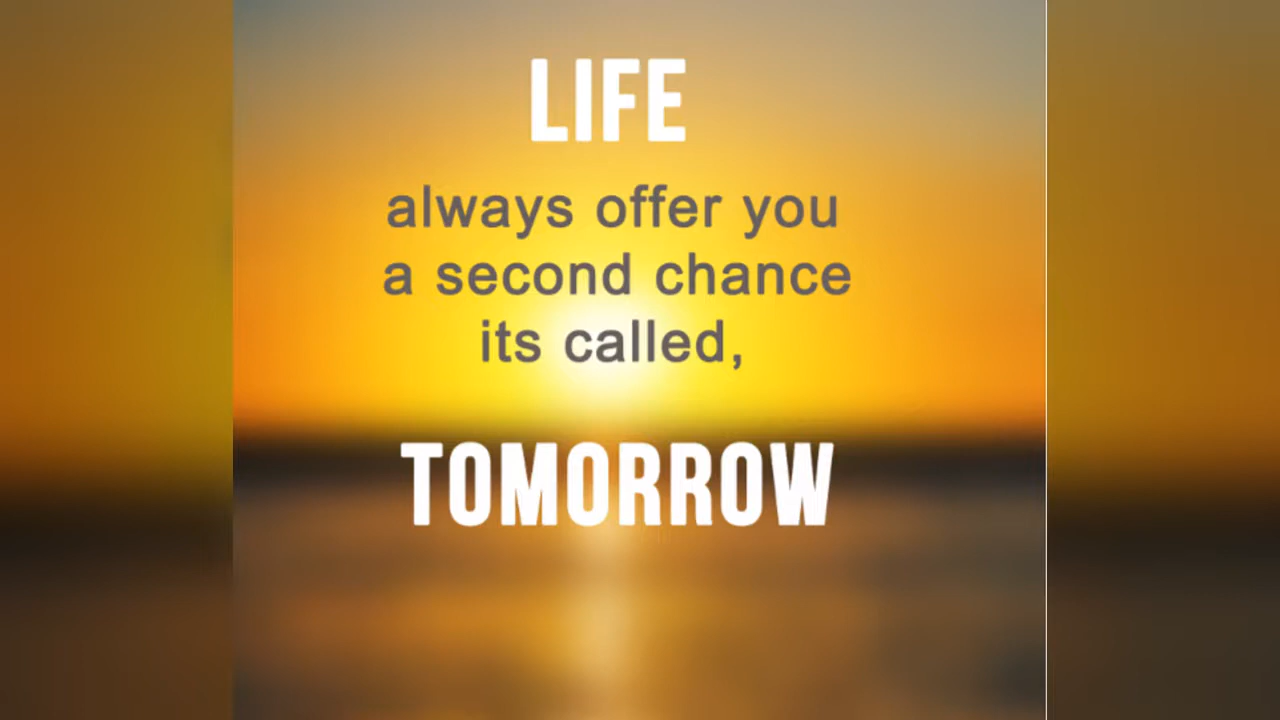 LIFE
always offer you
a second chance
its called,
TOMORROW